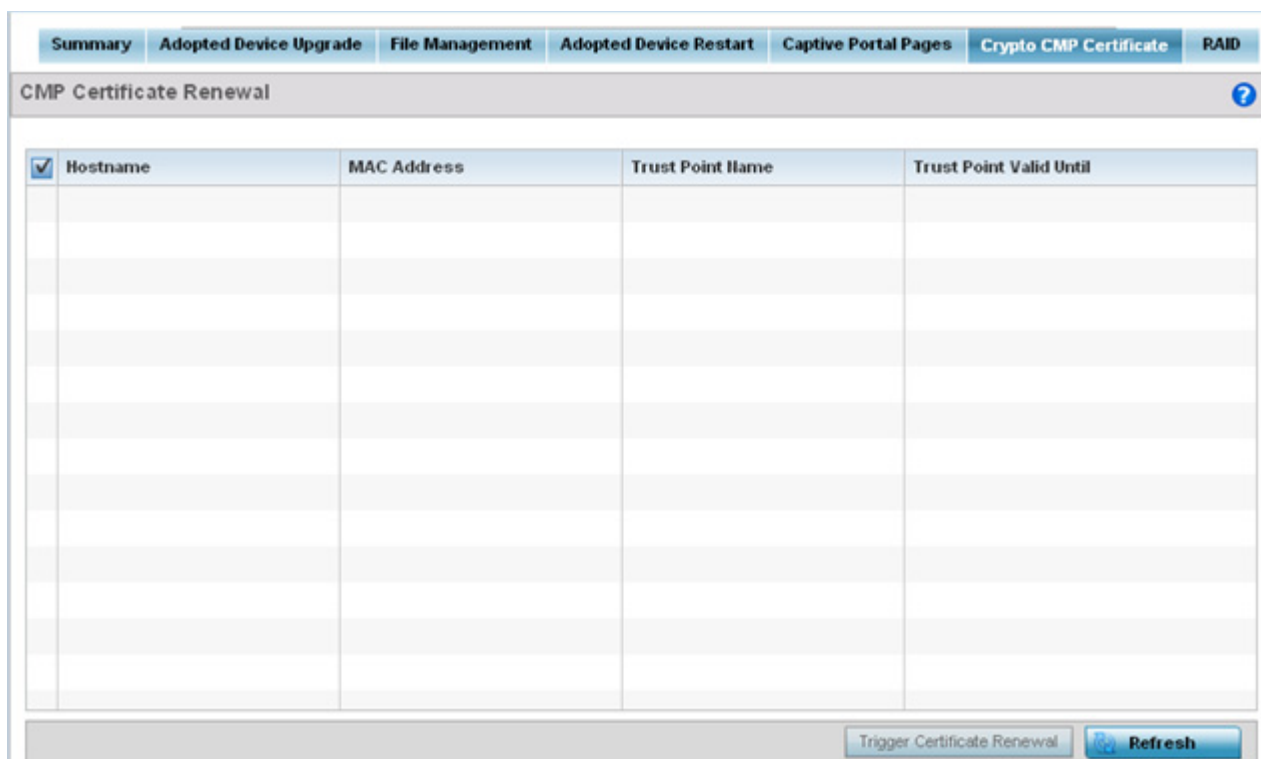 Summary Adopted Device Upgrade File Management Adopted Device Restart Captive Portal Pages Crypto CMP Certificate RAID
CMP Certificate Renewal ?
Hostname MAC Address Trust Point Name Trust Point Valid Until
Trigger Certificate Renewal Refresh